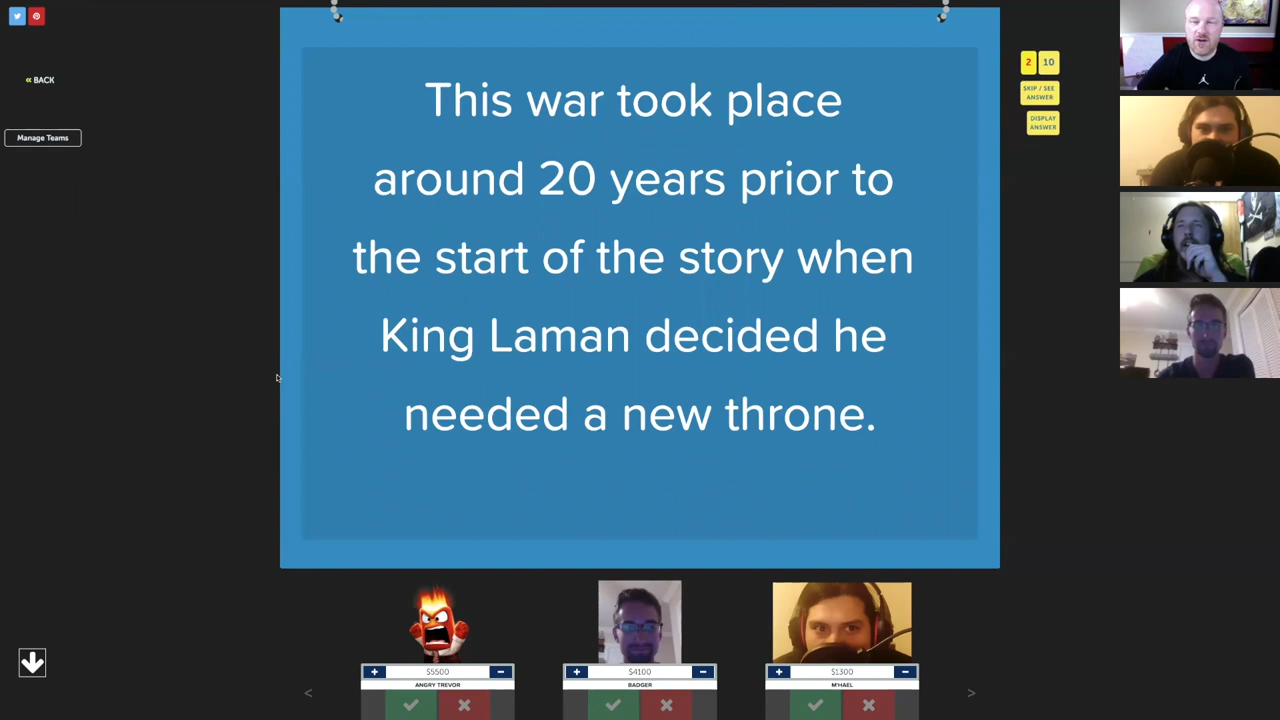 « BACK
Manage Teams
This war took place
around 20 years prior to
the start of the story when
King Laman decided he
needed a new throne.
2 10
SKIP / SEE
ANSWER
DISPLAY
ANSWER
+ $5500 −
ANGRY TREVOR
+ $4100 −
BADGER
+ $1300 −
M'HAEL
< >